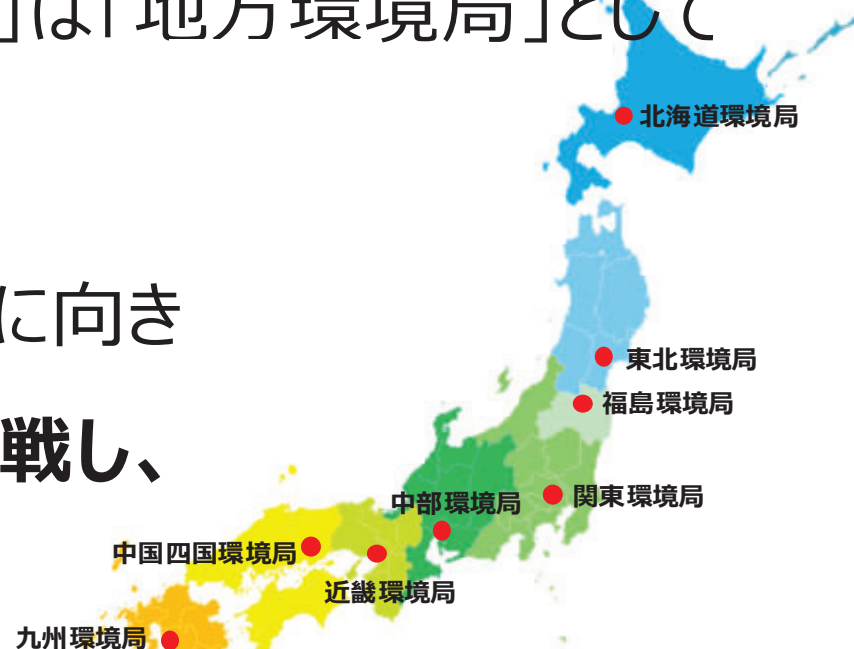 」は「地方環境局」として
北海道環境局
に向き
東北環境局
福島環境局
戦し、
関東環境局
中部環境局
中国四国環境局
近畿環境局
九州環境局